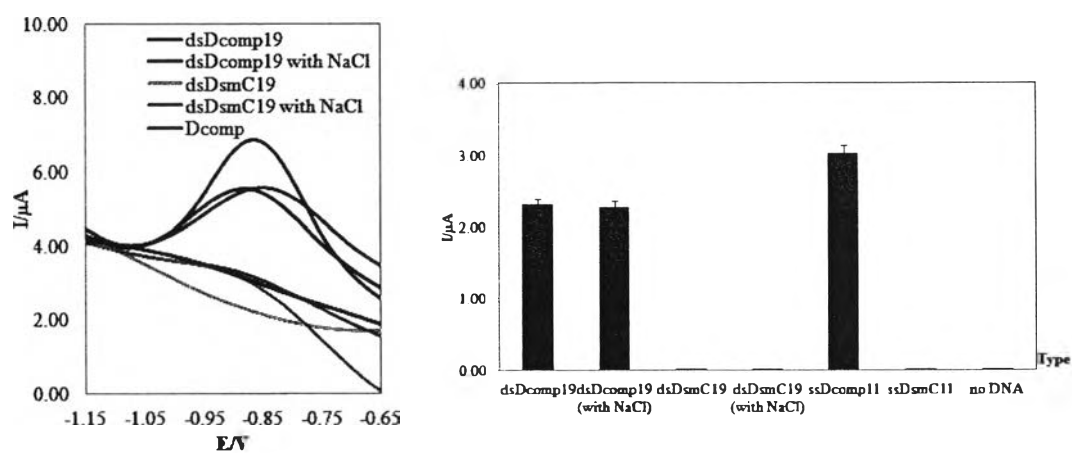 10.00
8.00
6.00
4.00
2.00
0.00
I/µA
dsDcomp19
dsDcomp19 with NaCl
dsDsmC19
dsDsmC19 with NaCl
Dcomp
-1.15 -1.05 -0.95 -0.85 -0.75 -0.65
E/V
4.00
3.00
2.00
1.00
0.00
I/µA
Type
dsDcomp19 dsDcomp19 dsDsmC19 dsDsmC19 ssDcomp11 ssDsmC11 no DNA
(with NaCl) (with NaCl)